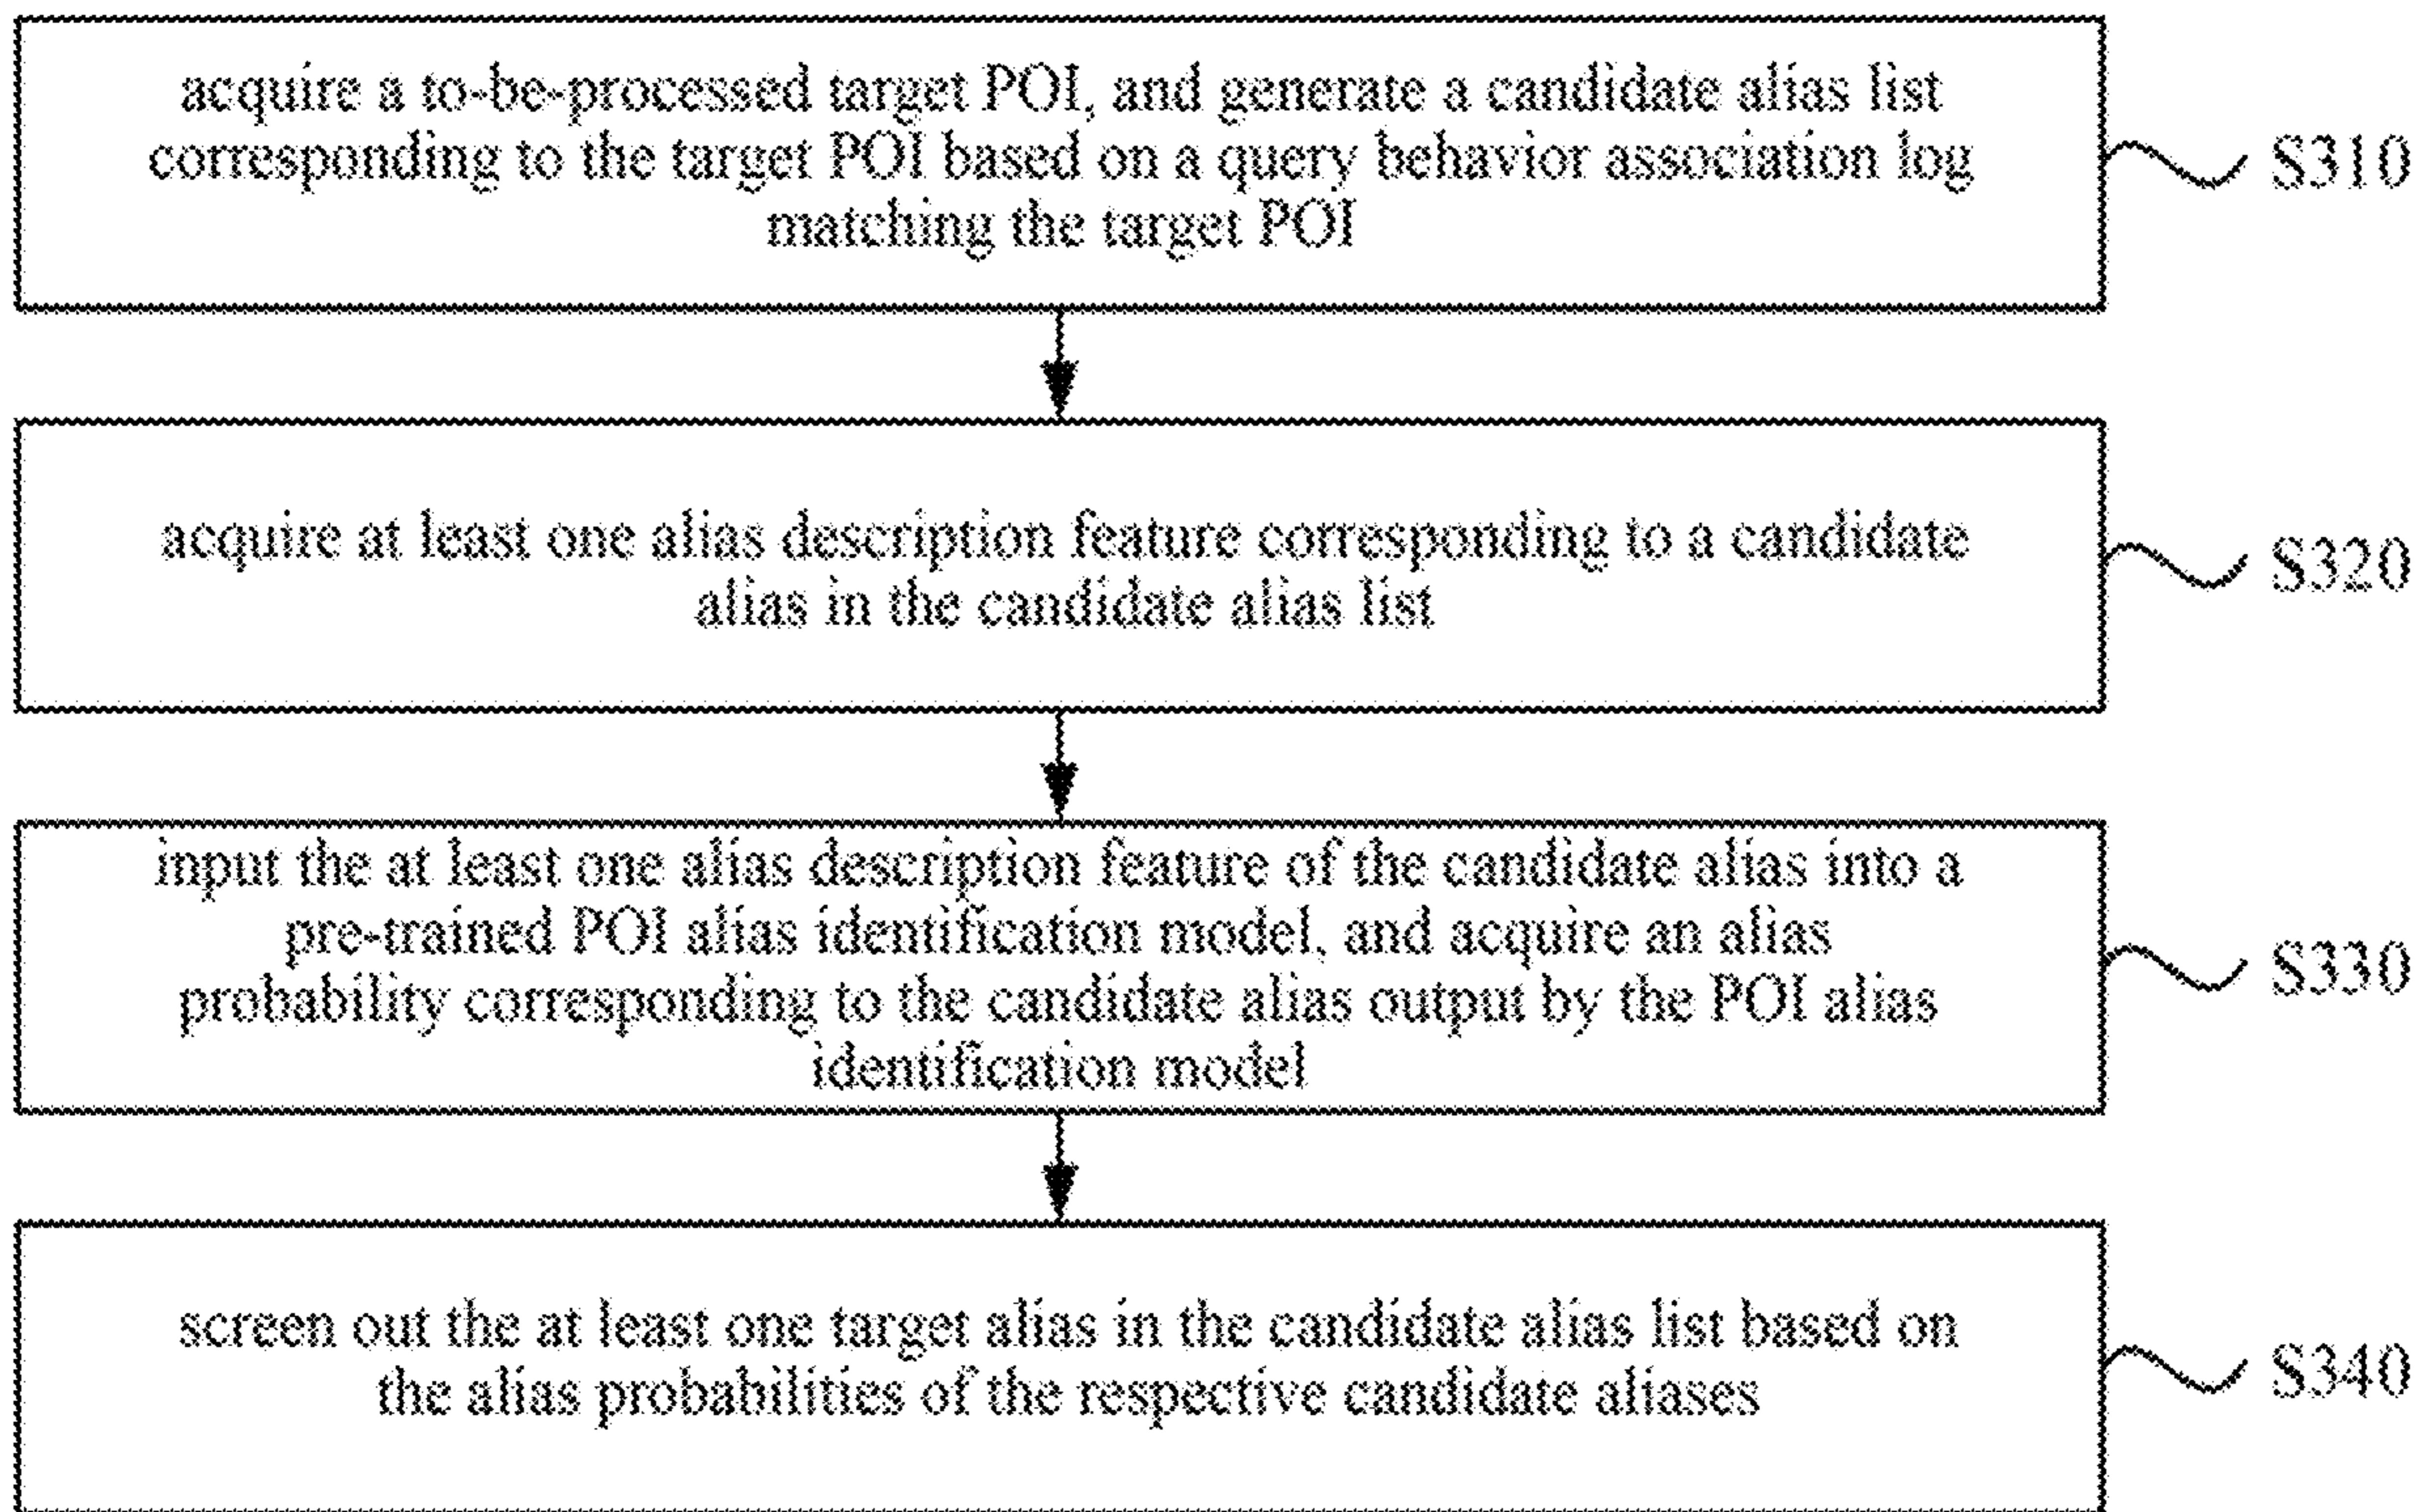 acquire a to-be-processed target POI, and generate a candidate alias list
corresponding to the target POI based on a query behavior association log
matching the target POI
S310
acquire at least one alias description feature corresponding to a candidate
alias in the candidate alias list
S320
input the at least one alias description feature of the candidate alias into a
pre-trained POI alias identification model, and acquire an alias
probability corresponding to the candidate alias output by the POI alias
identification model
S330
screen out the at least one target alias in the candidate alias list based on
the alias probabilities of the respective candidate aliases
S340